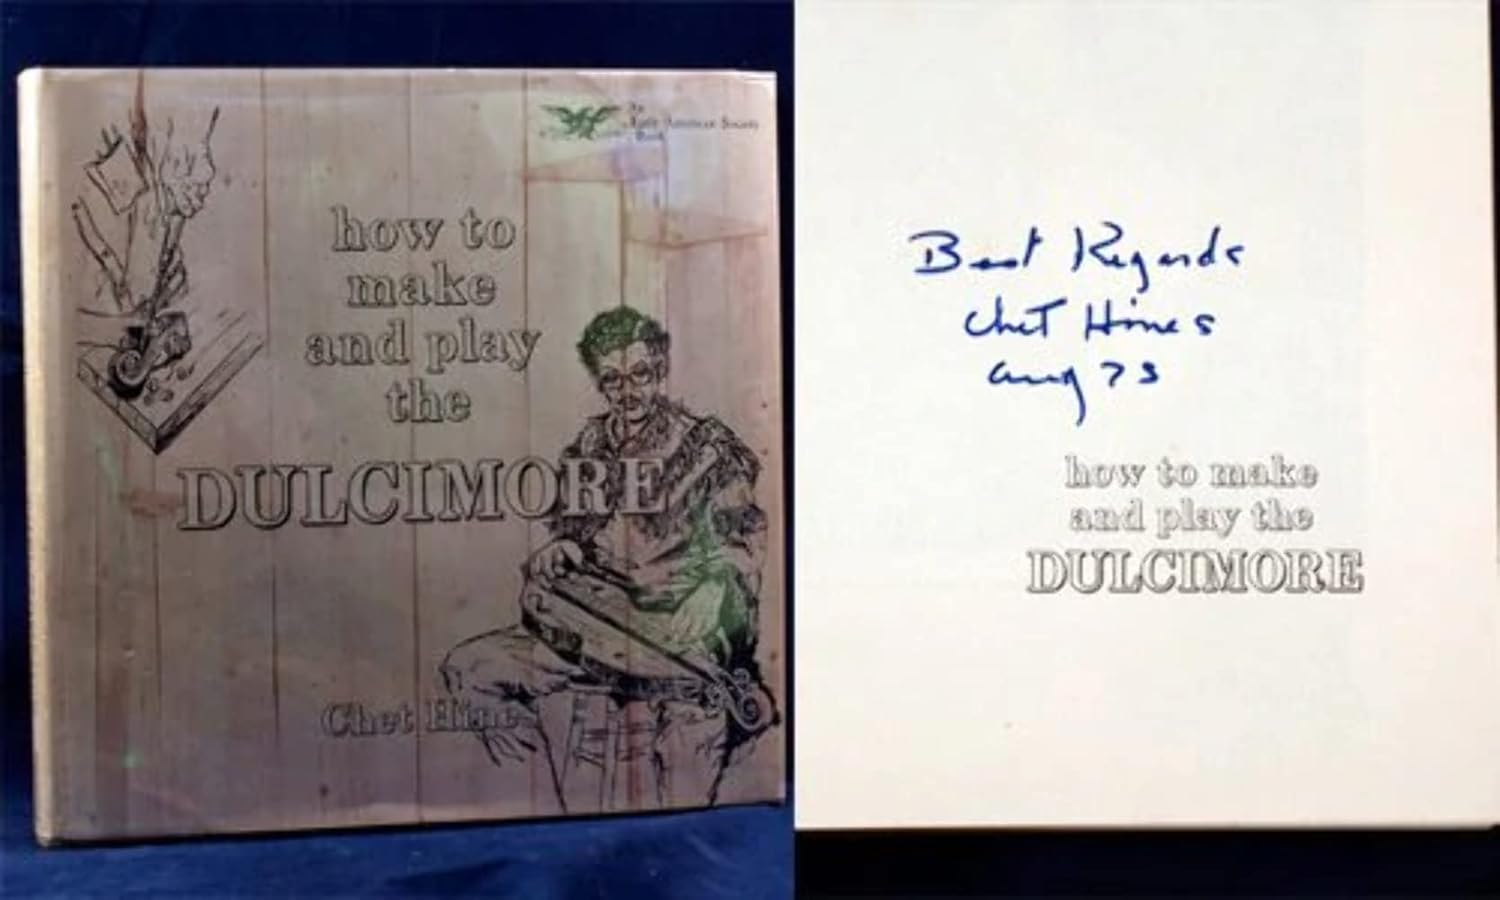 An
Early American Society
Book
how to
make
and play
the
DULCIMORE
Chet Hines
Best Regards
Chet Hines
Aug 73
how to make
and play the
DULCIMORE